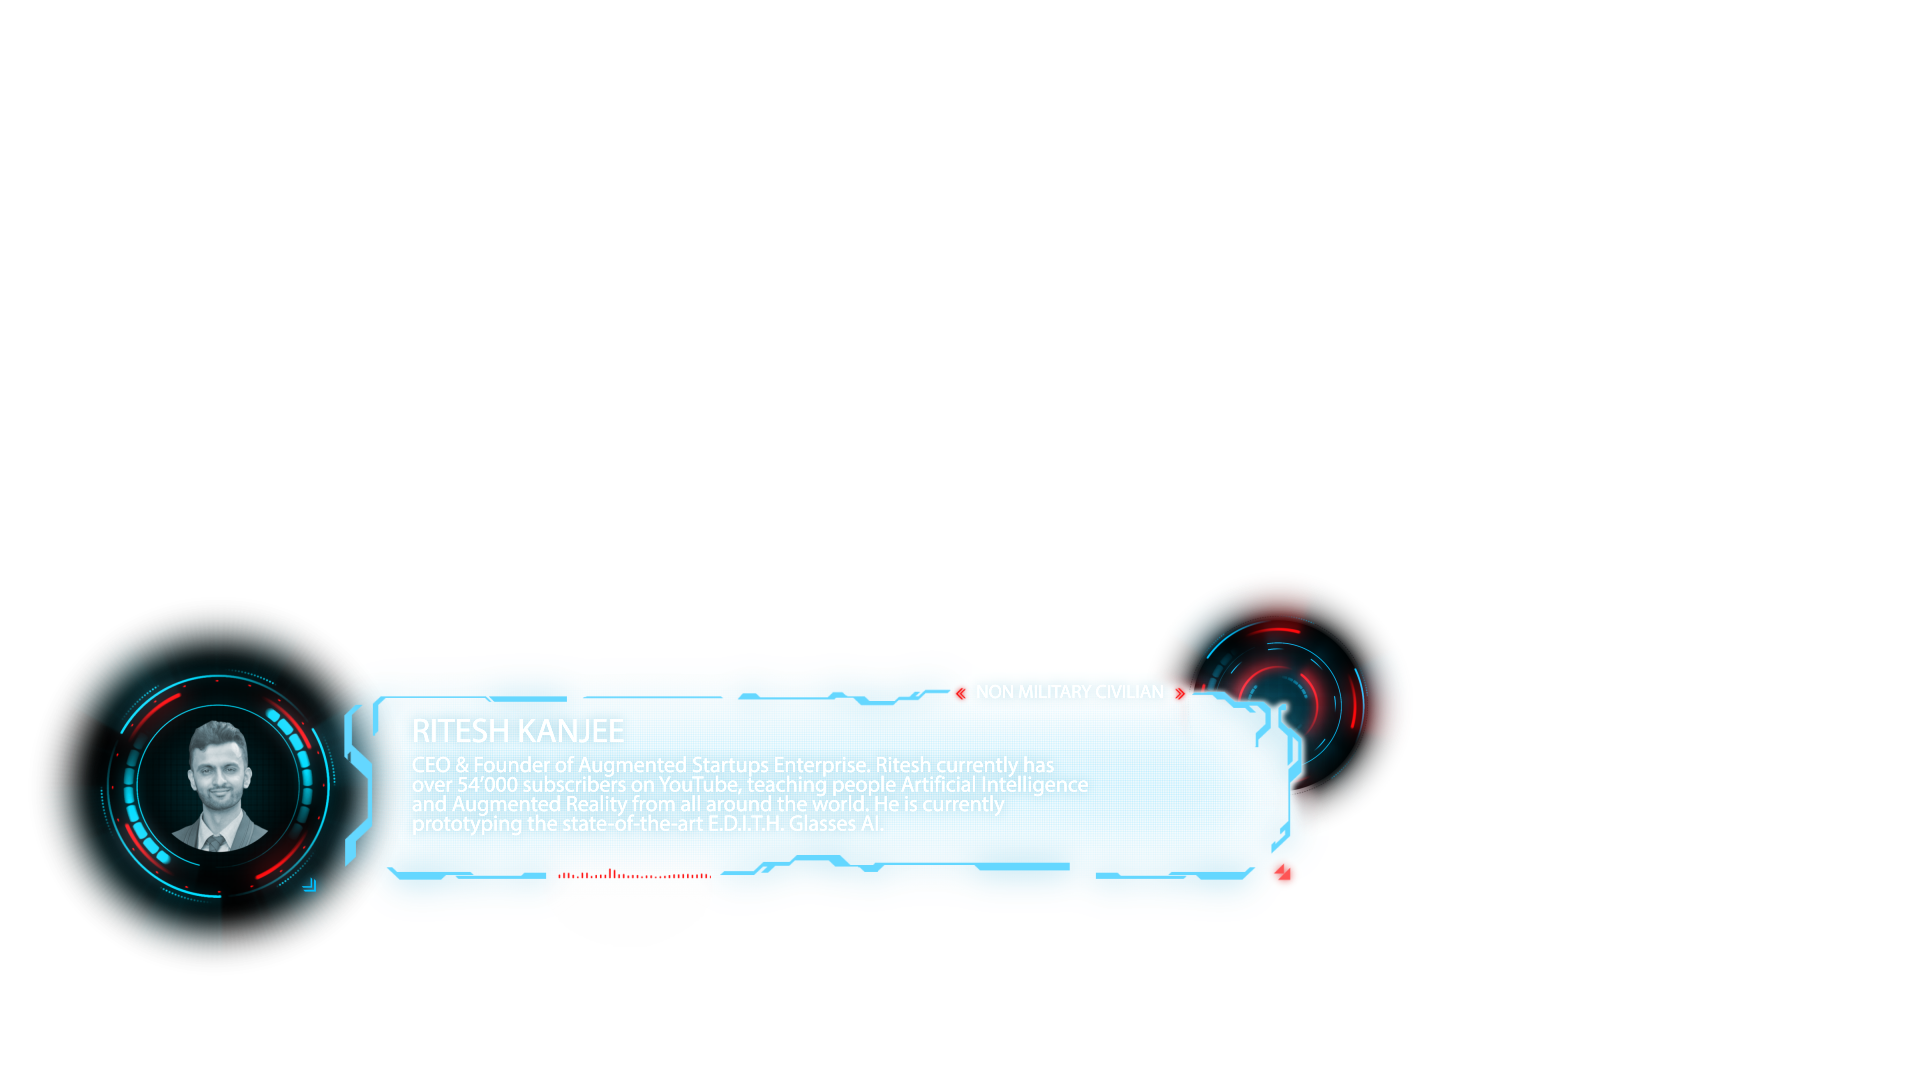 NON MILITARY CIVILIAN
RITESH KANJEE
CEO & Founder of Augmented Startups Enterprise. Ritesh currently has
over 54'000 subscribers on YouTube, teaching people Artificial Intelligence
and Augmented Reality from all around the world. He is currently
prototyping the state-of-the-art E.D.I.T.H. Glasses AI.